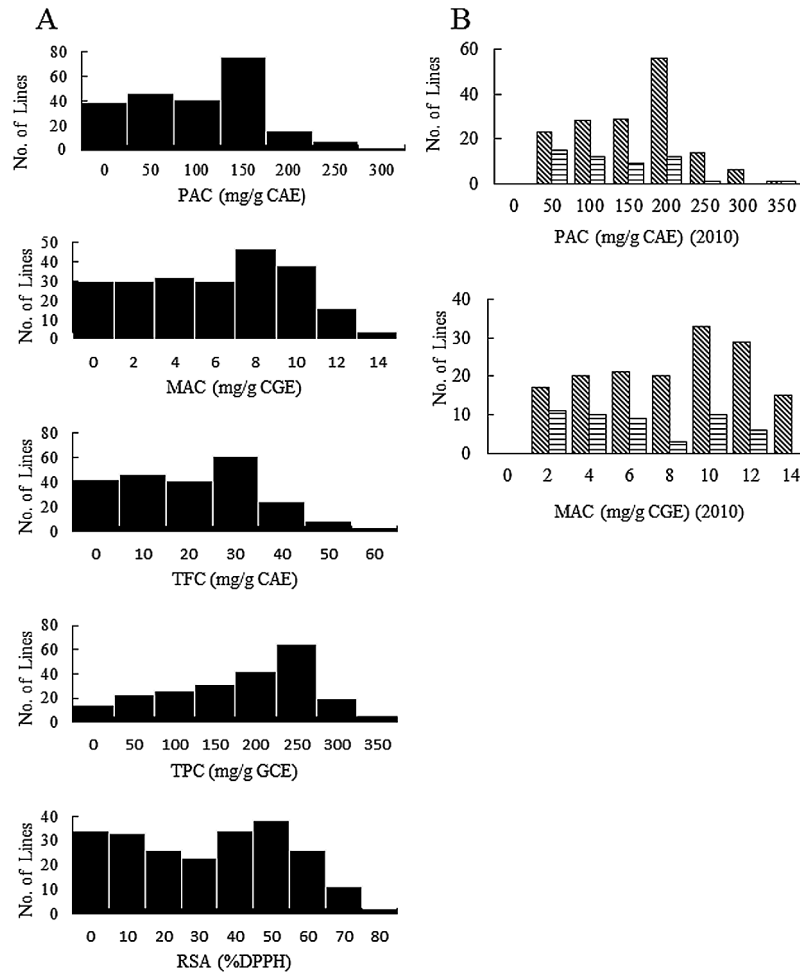 A
No. of Lines
80
60
40
20
0
0 50 100 150 200 250 300
PAC (mg/g CAE)
No. of Lines
50
40
30
20
10
0
0 2 4 6 8 10 12 14
MAC (mg/g CGE)
No. of Lines
80
60
40
20
0
0 10 20 30 40 50 60
TFC (mg/g CAE)
No. of Lines
80
60
40
20
0
0 50 100 150 200 250 300 350
TPC (mg/g GCE)
No. of Lines
40
30
20
10
0
0 10 20 30 40 50 60 70 80
RSA (%DPPH)
B
No. of Lines
60
40
20
0
0 50 100 150 200 250 300 350
PAC (mg/g CAE) (2010)
No. of Lines
40
30
20
10
0
0 2 4 6 8 10 12 14
MAC (mg/g CGE) (2010)